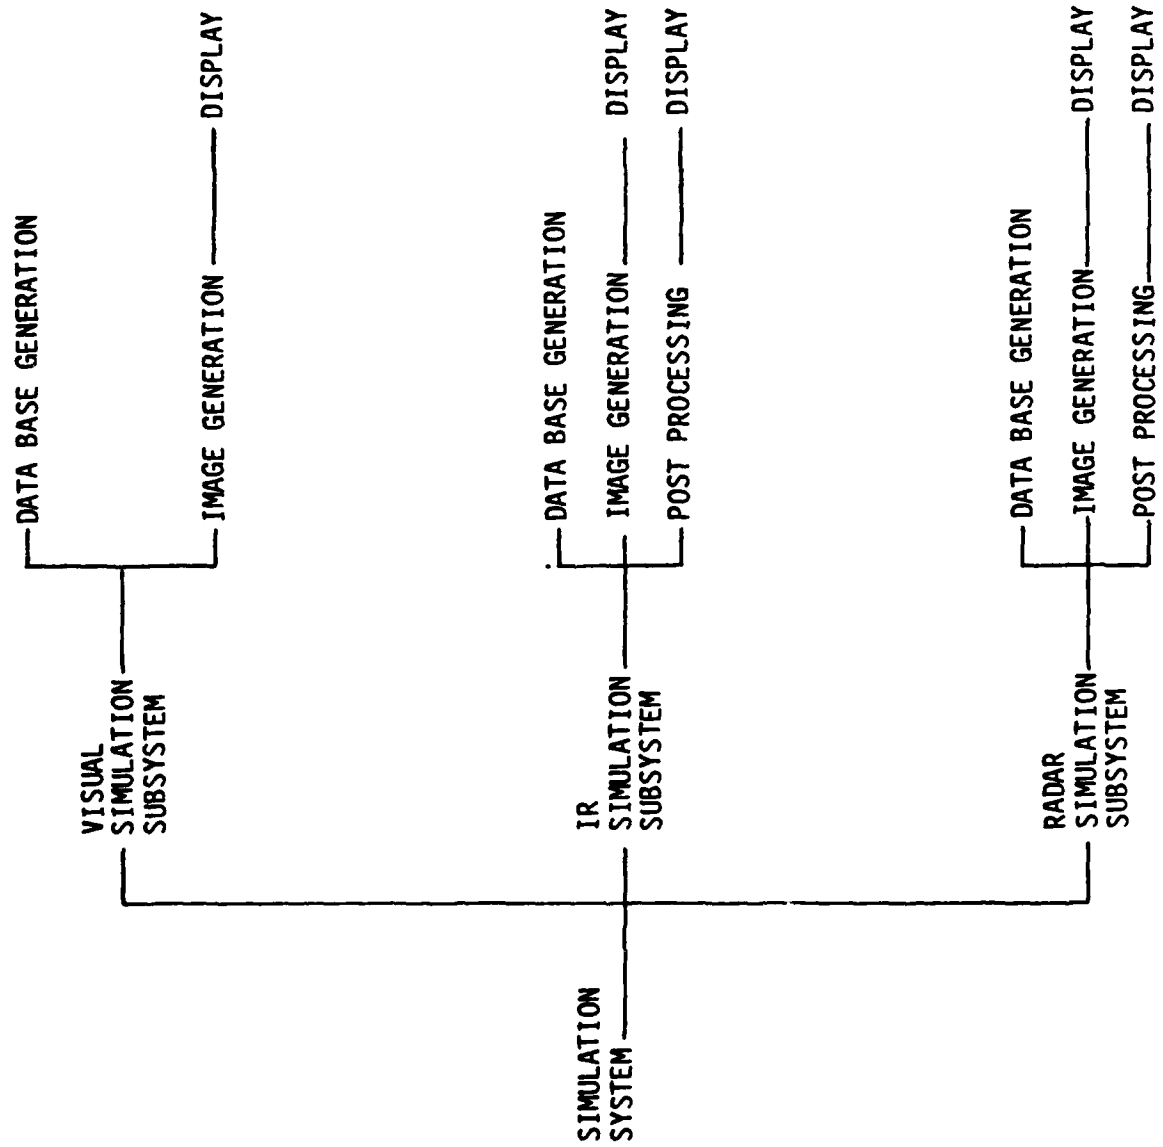 SIMULATION
SYSTEM
VISUAL
SIMULATION
SUBSYSTEM
DATA BASE GENERATION
IMAGE GENERATION
DISPLAY
IR
SIMULATION
SUBSYSTEM
DATA BASE GENERATION
IMAGE GENERATION
DISPLAY
POST PROCESSING
DISPLAY
RADAR
SIMULATION
SUBSYSTEM
DATA BASE GENERATION
IMAGE GENERATION
DISPLAY
POST PROCESSING
DISPLAY